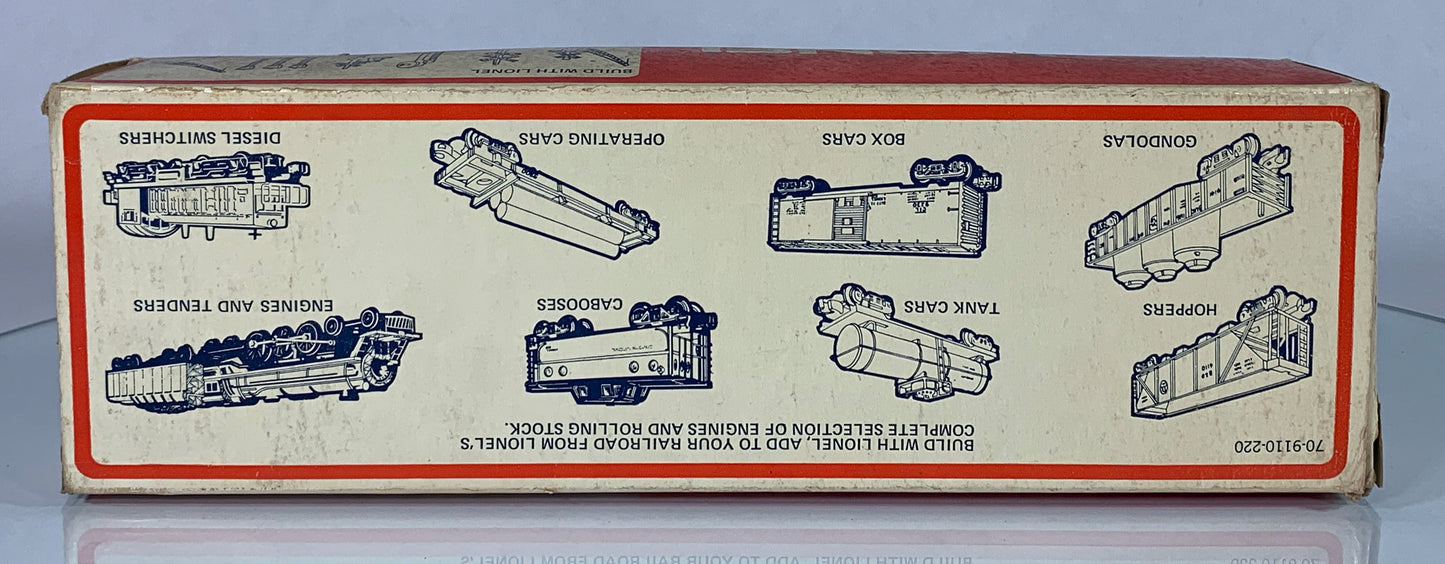 70-9110-220
BUILD WITH LIONEL, ADD TO YOUR RAILROAD FROM LIONEL'S
COMPLETE SELECTION OF ENGINES AND ROLLING STOCK.
HOPPERS
TANK CARS
CABOOSES
ENGINES AND TENDERS
GONDOLAS
BOX CARS
OPERATING CARS
DIESEL SWITCHERS
BUILD WITH LIONEL